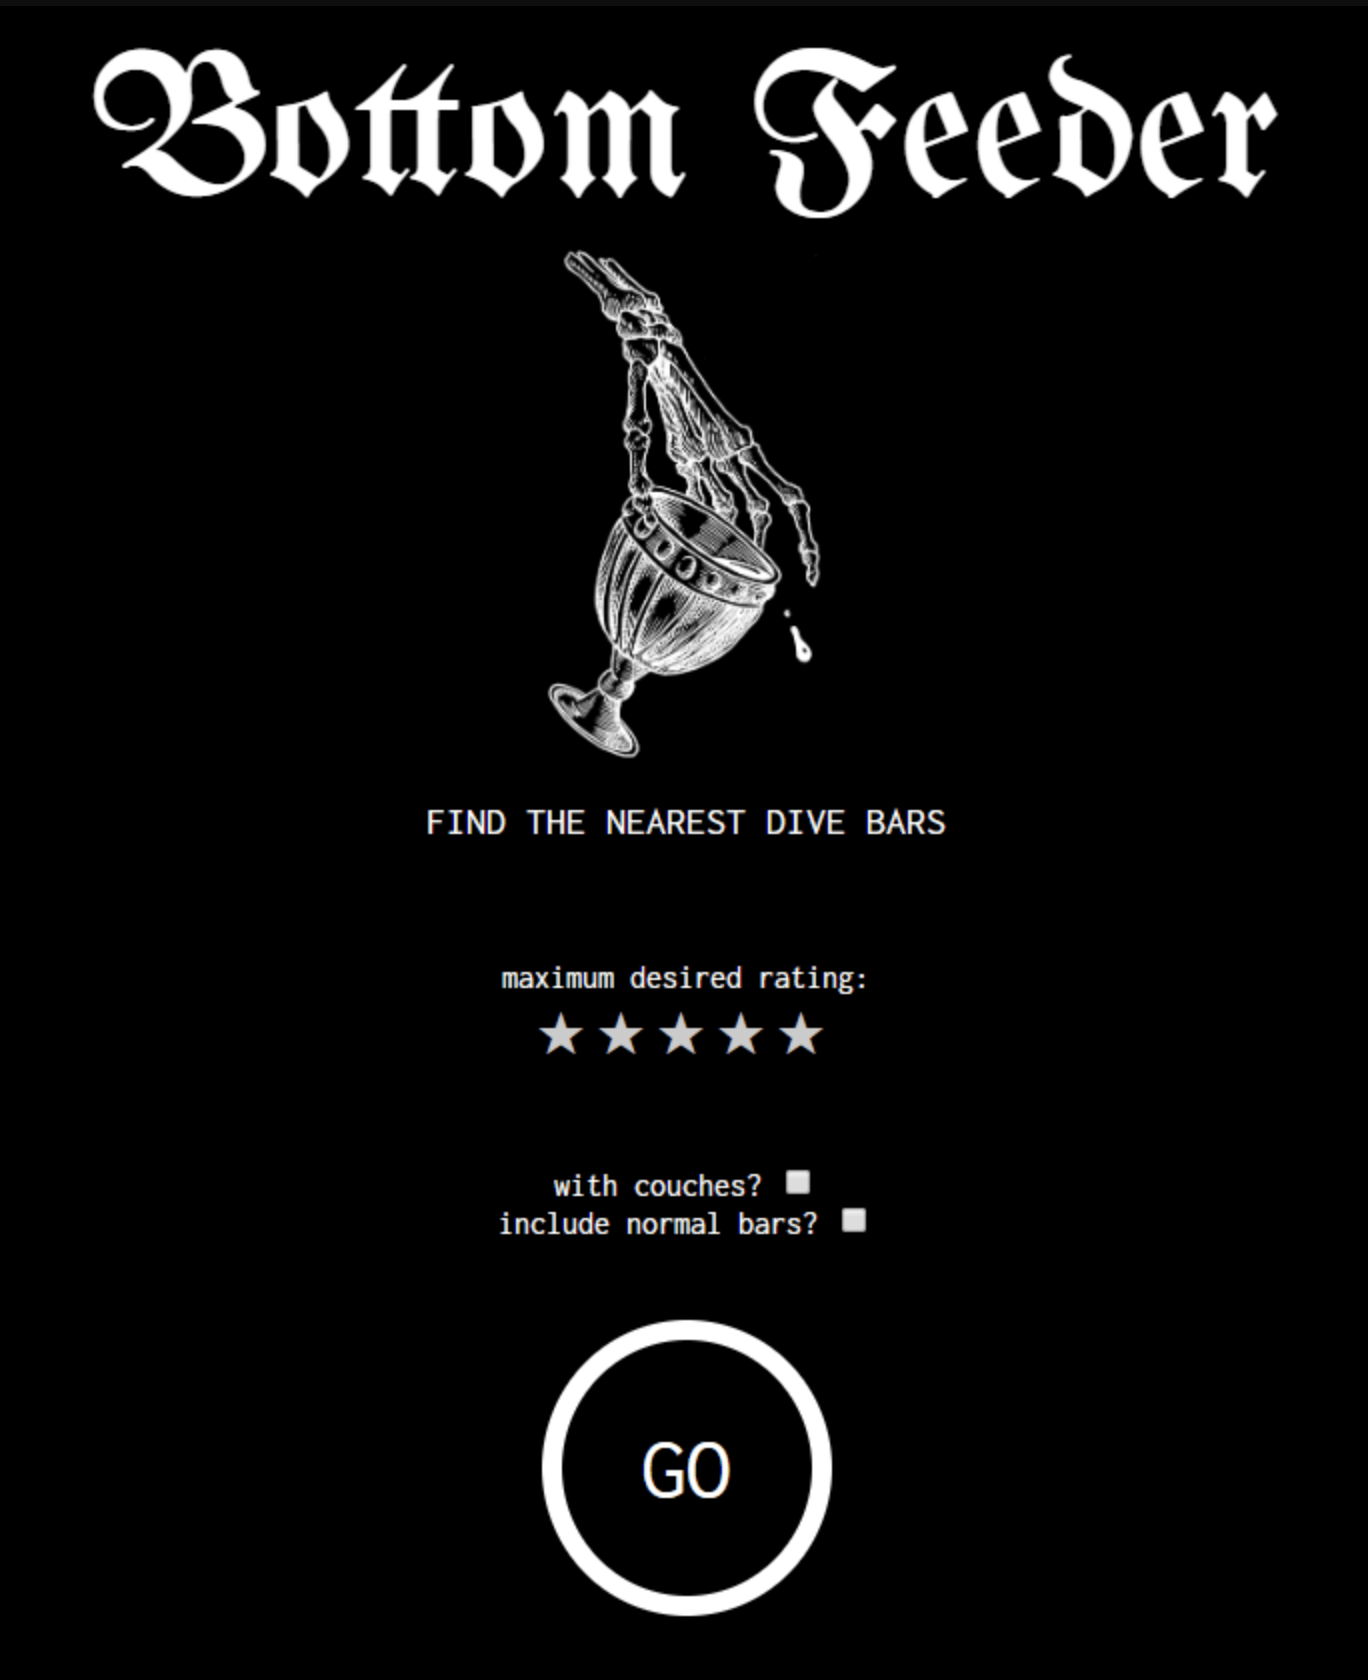 Bottom Feeder
FIND THE NEAREST DIVE BARS
maximum desired rating:
★★★★★
with couches?
include normal bars?
GO